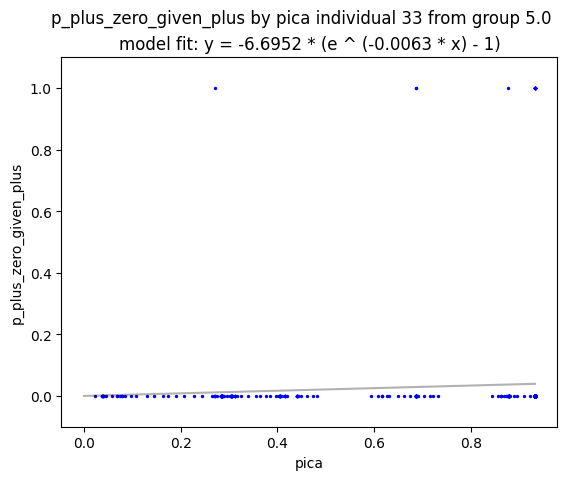 p_plus_zero_given_plus by pica individual 33 from group 5.0
model fit: y = -6.6952 * (e ^ (-0.0063 * x) - 1)
1.0
0.8
0.6
0.4
0.2
0.0
p_plus_zero_given_plus
0.0 0.2 0.4 0.6 0.8
pica